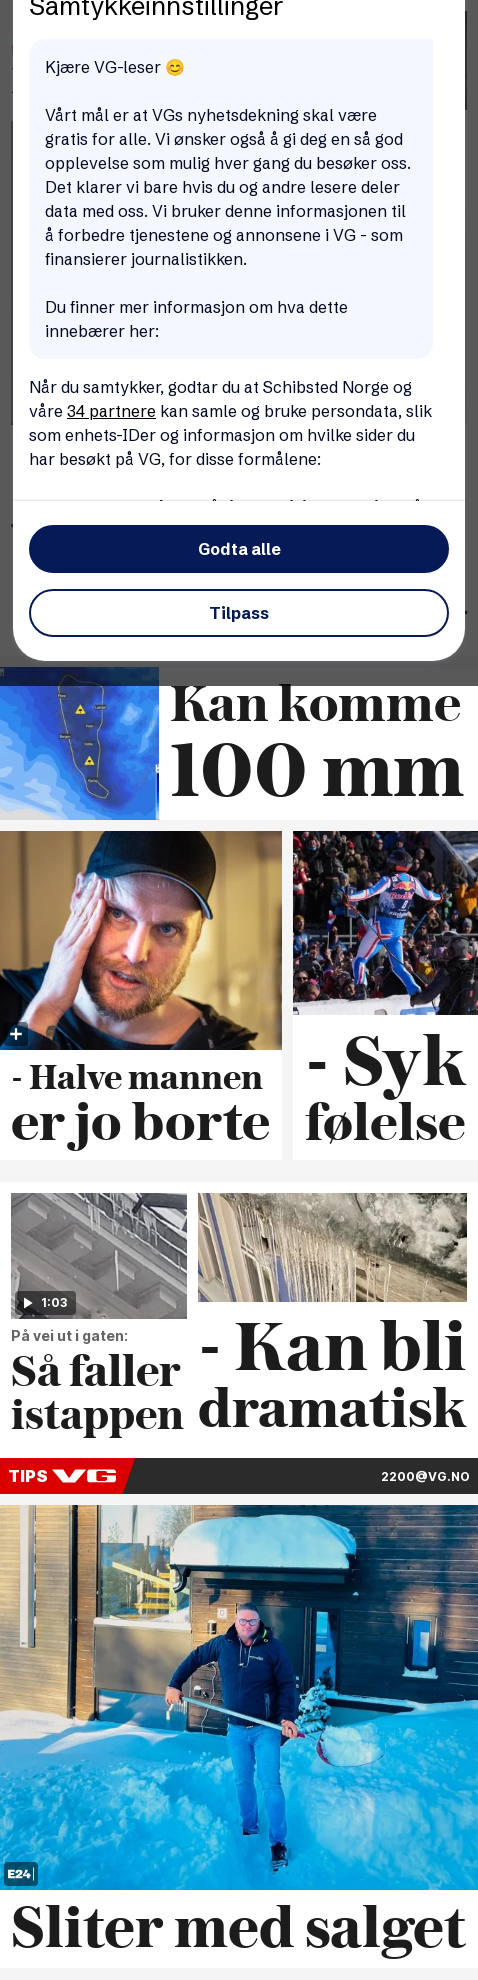 Samtykkeinnstillinger
Kjære VG-leser 😊
Vårt mål er at VGs nyhetsdekning skal være
gratis for alle. Vi ønsker også å gi deg en så god
opplevelse som mulig hver gang du besøker oss.
Det klarer vi bare hvis du og andre lesere deler
data med oss. Vi bruker denne informasjonen til
å forbedre tjenestene og annonsene i VG - som
finansierer journalistikken.
Du finner mer informasjon om hva dette
innebærer her:
Når du samtykker, godtar du at Schibsted Norge og
våre 34 partnere kan samle og bruke persondata, slik
som enhets-IDer og informasjon om hvilke sider du
har besøkt på VG, for disse formålene:
Godta alle
Tilpass
Kan komme
100 mm
- Halve mannen
er jo borte
- Syk
følelse
1:03
På vei ut i gaten:
Så faller
istappen
- Kan bli
dramatisk
TIPS VG
2200@VG.NO
E24
Sliter med salget